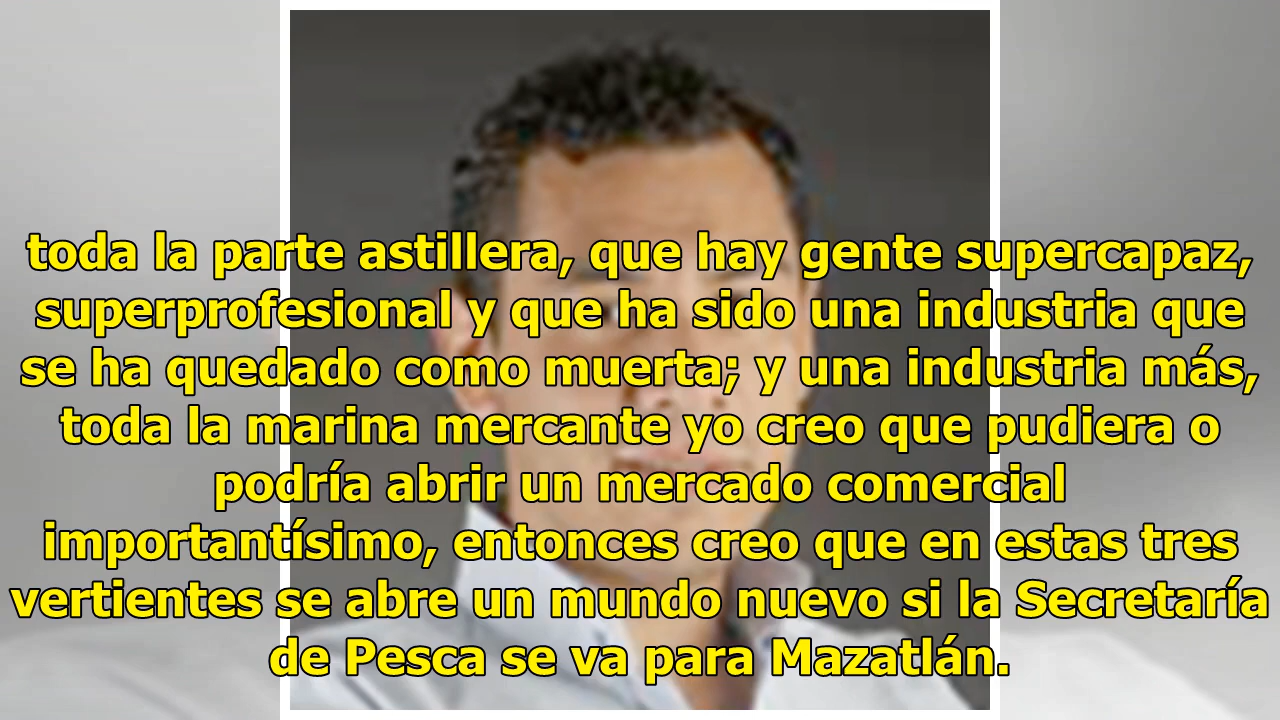 toda la parte astillera, que hay gente supercapaz,
superprofesional y que ha sido una industria que
se ha quedado como muerta; y una industria más,
toda la marina mercante yo creo que pudiera o
podría abrir un mercado comercial
importantísimo, entonces creo que en estas tres
vertientes se abre un mundo nuevo si la Secretaría
de Pesca se va para Mazatlán.